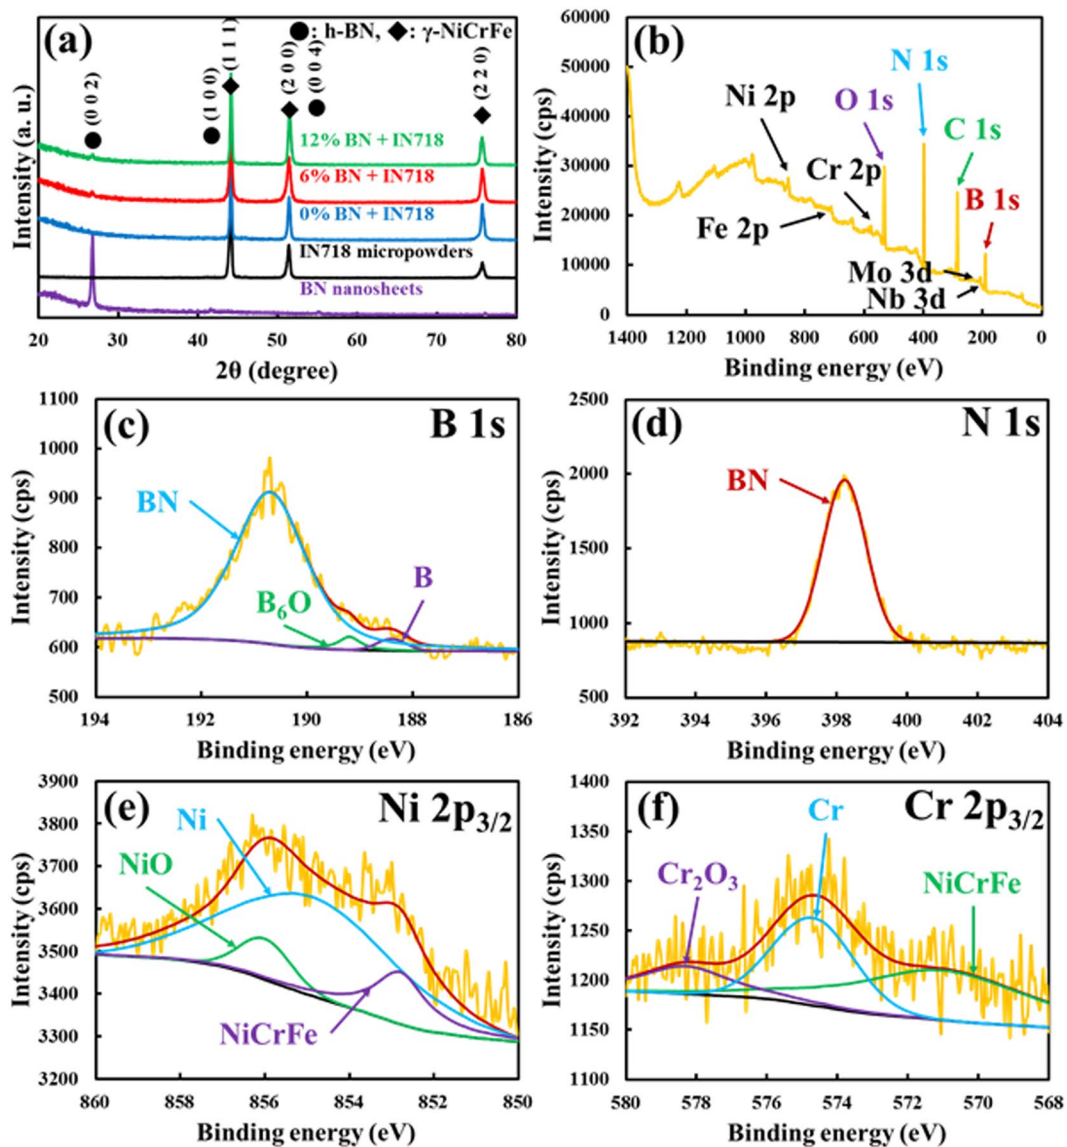 (a)
●: h-BN, ◆: γ-NiCrFe
(0 0 2)
(1 0 0)
(1 1 1)
(2 0 0)
(0 0 4)
(2 2 0)
12% BN + IN718
6% BN + IN718
0% BN + IN718
IN718 micropowders
BN nanosheets
Intensity (a. u.)
20 30 40 50 60 70 80
2θ (degree)
(b)
N 1s
O 1s
Ni 2p
C 1s
Cr 2p
B 1s
Fe 2p
Mo 3d
Nb 3d
Intensity (cps)
60000
50000
40000
30000
20000
10000
0
1400 1200 1000 800 600 400 200 0
Binding energy (eV)
(c)
B 1s
BN
B
B₆O
Intensity (cps)
1100
1000
900
800
700
600
500
194 192 190 188 186
Binding energy (eV)
(d)
N 1s
BN
Intensity (cps)
2500
2000
1500
1000
500
392 394 396 398 400 402 404
Binding energy (eV)
(e)
Ni 2p₃/₂
Ni
NiO
NiCrFe
Intensity (cps)
3900
3800
3700
3600
3500
3400
3300
3200
860 858 856 854 852 850
Binding energy (eV)
(f)
Cr 2p₃/₂
Cr
Cr₂O₃
NiCrFe
Intensity (cps)
1400
1350
1300
1250
1200
1150
1100
580 578 576 574 572 570 568
Binding energy (eV)